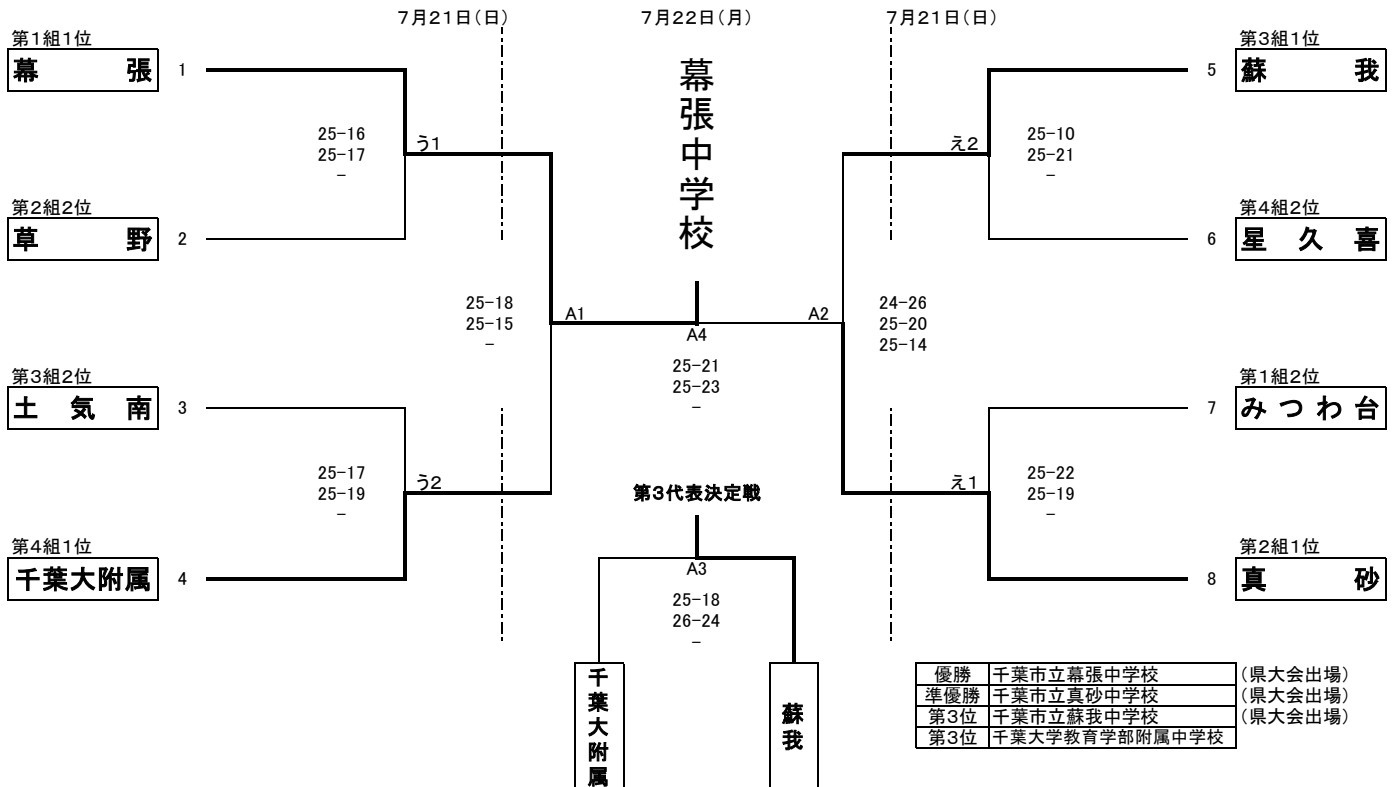 7月21日(日)
7月22日(月)
7月21日(日)
第1組1位
幕張
1
第3組1位
蘇我
5
幕張中学校
25-16
25-17
-
う1
え2
25-10
25-21
-
第2組2位
草野
2
第4組2位
星久喜
6
25-18
25-15
-
A1
A4
A2
24-26
25-20
25-14
25-21
25-23
-
第3組2位
土気南
3
第1組2位
みつわ台
7
25-17
25-19
-
う2
え1
25-22
25-19
-
第3代表決定戦
第4組1位
千葉大附属
4
第2組1位
真砂
8
A3
25-18
26-24
-
千葉大附属
蘇我
優勝 千葉市立幕張中学校 (県大会出場)
準優勝 千葉市立真砂中学校 (県大会出場)
第3位 千葉市立蘇我中学校 (県大会出場)
第3位 千葉大学教育学部附属中学校